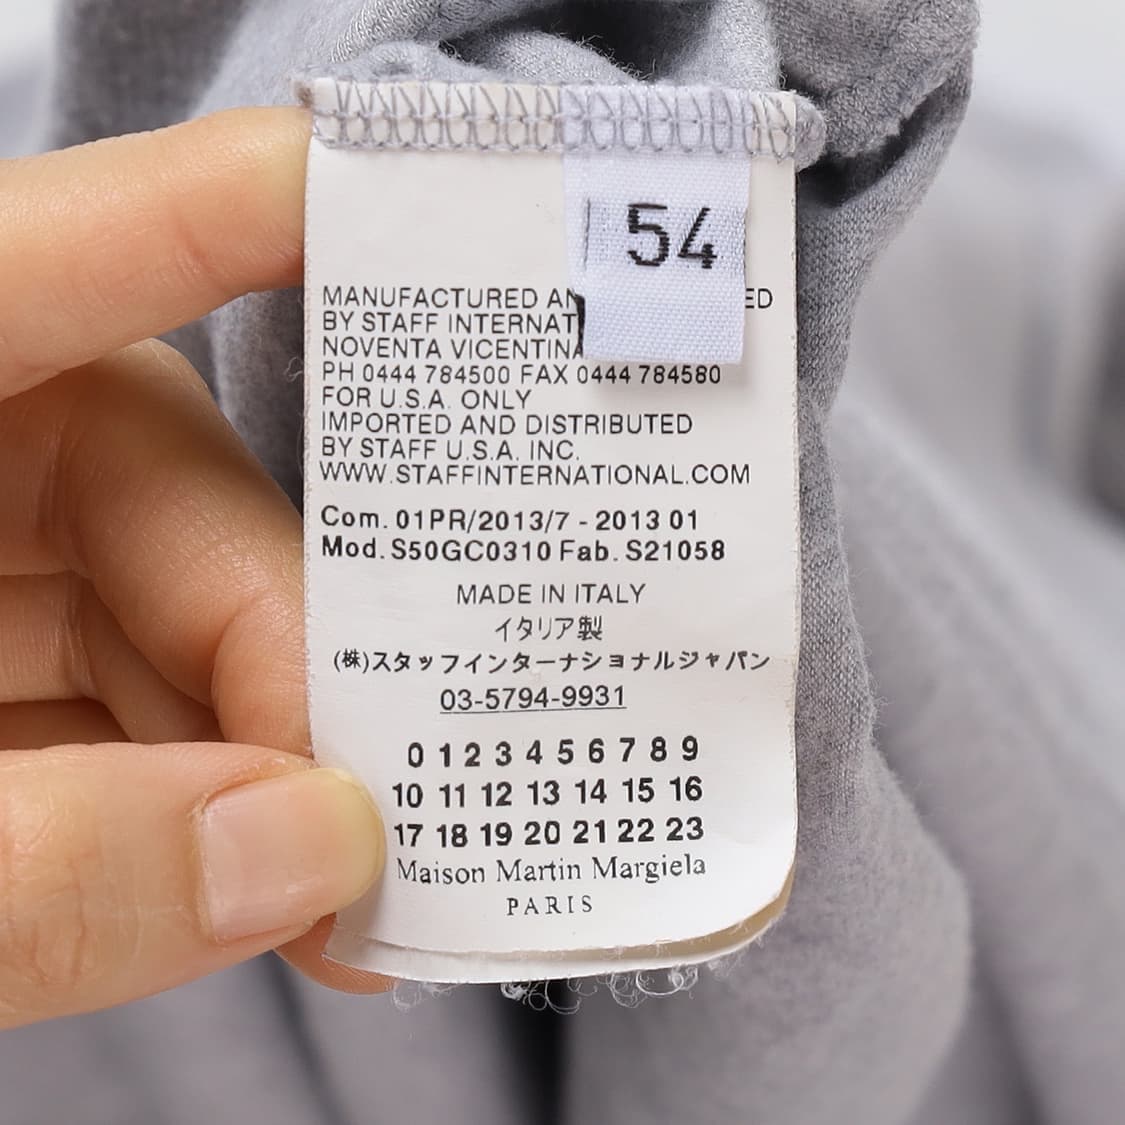 54
MANUFACTURED
BY STAFF
NOVENTA VICENTINA
PH 0444 784500 FAX 0444 784580
FOR U.S.A. ONLY
IMPORTED AND DISTRIBUTED
BY STAFF U.S.A. INC.
WWW.STAFFINTERNATIONAL.COM
Com. 01PR/2013/7 - 2013 01
Mod. S50GC0310 Fab. S21058
MADE IN ITALY
イタリア製
(株)スタッフインターナショナルジャパン
03-5794-9931
0 1 2 3 4 5 6 7 8 9
10 11 12 13 14 15 16
17 18 19 20 21 22 23
Maison Martin Margiela
PARIS